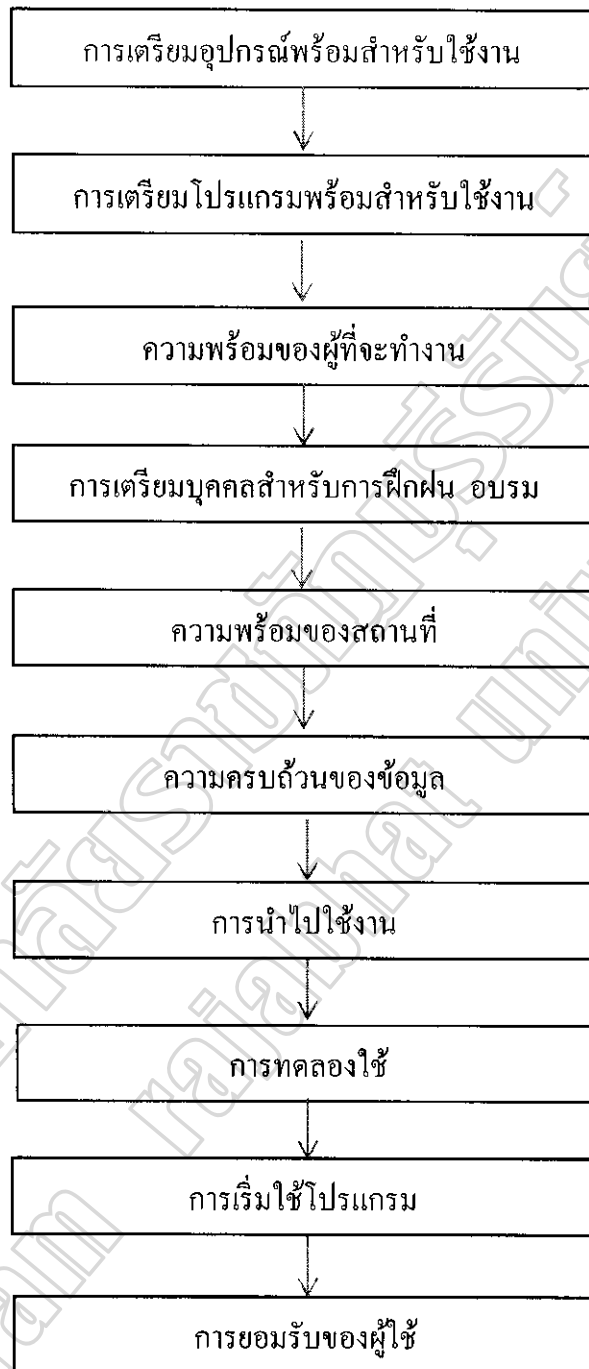 การเตรียมอุปกรณ์พร้อมสำหรับใช้งาน
การเตรียมโปรแกรมพร้อมสำหรับใช้งาน
ความพร้อมของผู้ที่จะทำงาน
การเตรียมบุคคลสำหรับการฝึกฝน อบรม
ความพร้อมของสถานที่
ความครบถ้วนของข้อมูล
การนำไปใช้งาน
การทดลองใช้
การเริ่มใช้โปรแกรม
การยอมรับของผู้ใช้
rajabhat